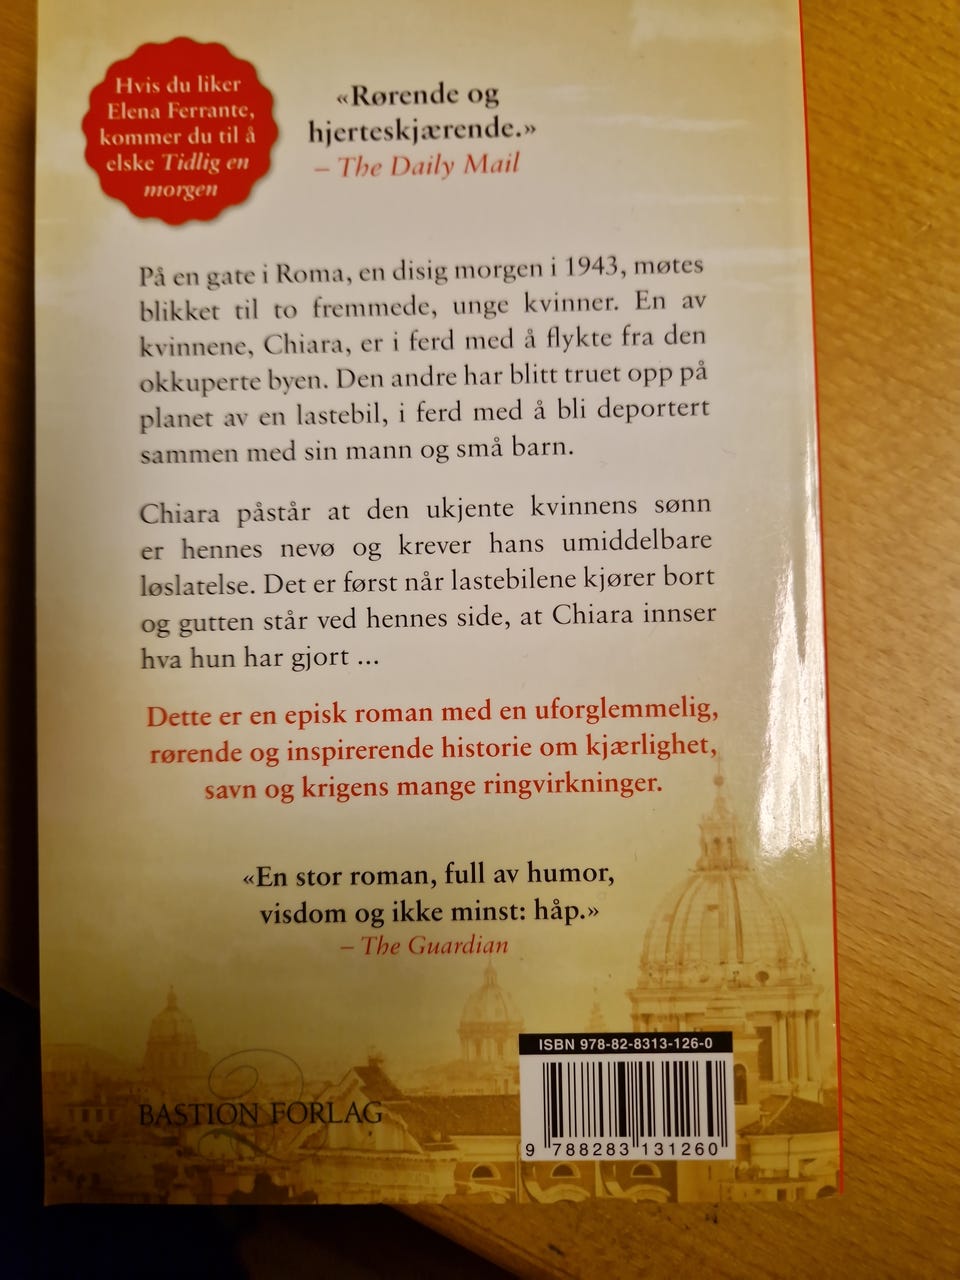 Hvis du liker
Elena Ferrante,
kommer du til å
elske Tidlig en
morgen
«Rørende og
hjerteskjærende.»
– The Daily Mail
På en gate i Roma, en disig morgen i 1943, møtes
blikket til to fremmede, unge kvinner. En av
kvinnene, Chiara, er i ferd med å flykte fra den
okkuperte byen. Den andre har blitt truet opp på
planet av en lastebil, i ferd med å bli deportert
sammen med sin mann og små barn.
Chiara påstår at den ukjente kvinnens sønn
er hennes nevø og krever hans umiddelbare
løslatelse. Det er først når lastebilene kjører bort
og gutten står ved hennes side, at Chiara innser
hva hun har gjort ...
Dette er en episk roman med en uforglemmelig,
rørende og inspirerende historie om kjærlighet,
savn og krigens mange ringvirkninger.
«En stor roman, full av humor,
visdom og ikke minst: håp.»
– The Guardian
ISBN 978-82-8313-126-0
BASTION FORLAG
9 788283 131260